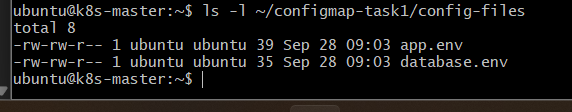 ubuntu@k8s-master:~$ ls -l ~/configmap-task1/config-files
total 8
-rw-rw-r-- 1 ubuntu ubuntu 39 Sep 28 09:03 app.env
-rw-rw-r-- 1 ubuntu ubuntu 35 Sep 28 09:03 database.env
ubuntu@k8s-master:~$